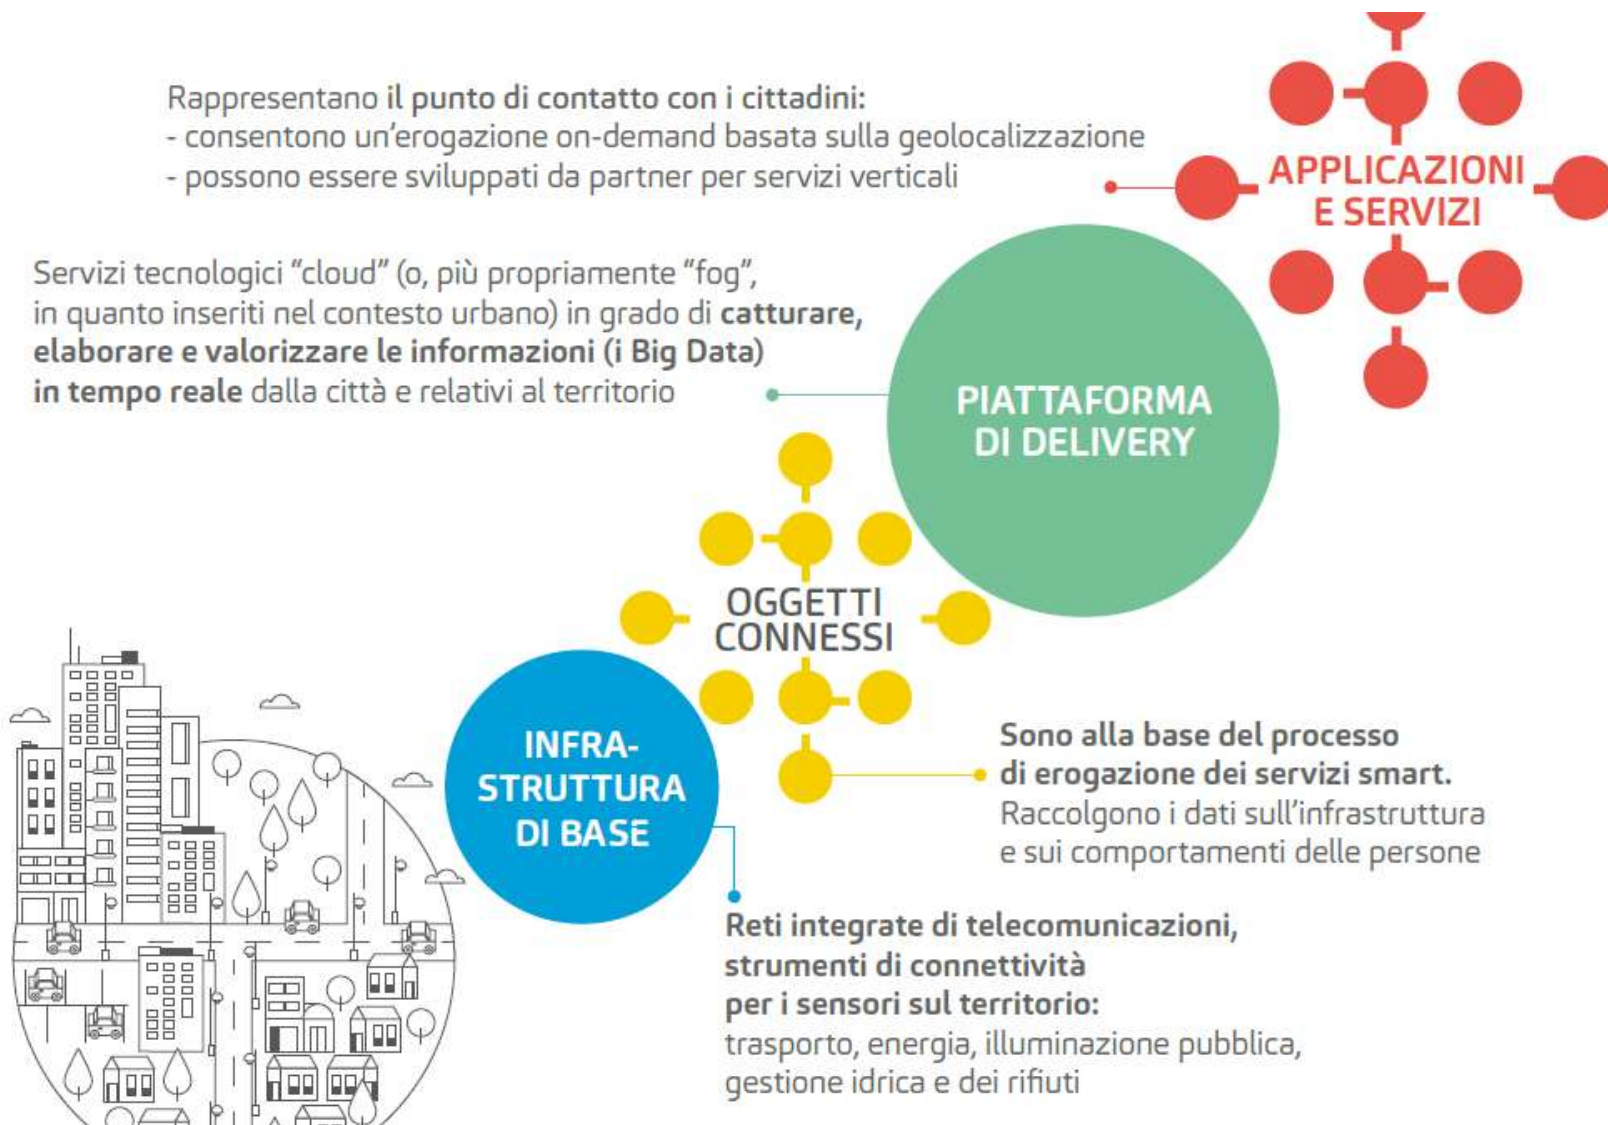 Rappresentano il punto di contatto con i cittadini:
- consentono un’erogazione on-demand basata sulla geolocalizzazione
- possono essere sviluppati da partner per servizi verticali
APPLICAZIONI
E SERVIZI
Servizi tecnologici “cloud” (o, più propriamente “fog”,
in quanto inseriti nel contesto urbano) in grado di catturare,
elaborare e valorizzare le informazioni (i Big Data)
in tempo reale dalla città e relativi al territorio
PIATTAFORMA
DI DELIVERY
OGGETTI
CONNESSI
Sono alla base del processo
di erogazione dei servizi smart.
Raccolgono i dati sull’infrastruttura
e sui comportamenti delle persone
INFRA-
STRUTTURA
DI BASE
Reti integrate di telecomunicazioni,
strumenti di connettività
per i sensori sul territorio:
trasporto, energia, illuminazione pubblica,
gestione idrica e dei rifiuti